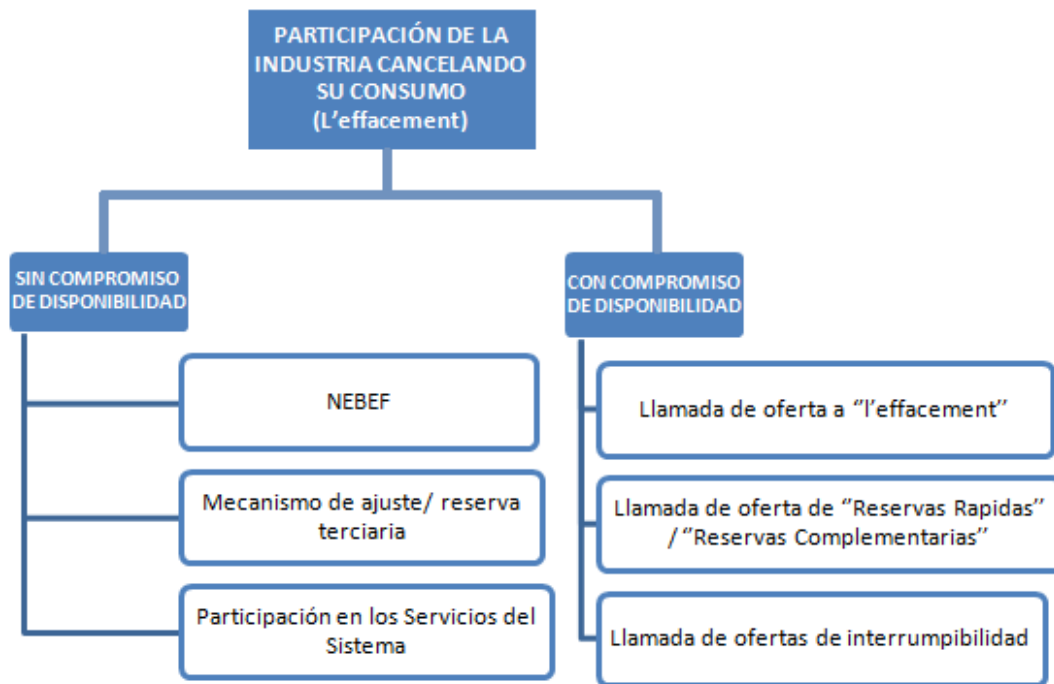 PARTICIPACIÓN DE LA
INDUSTRIA CANCELANDO
SU CONSUMO
(L’effacement)
SIN COMPROMISO
DE DISPONIBILIDAD
NEBEF
Mecanismo de ajuste/ reserva
terciaria
Participación en los Servicios del
Sistema
CON COMPROMISO
DE DISPONIBILIDAD
Llamada de oferta a ‘’l’effacement’’
Llamada de oferta de ‘’Reservas Rapidas’’
/ ‘’Reservas Complementarias’’
Llamada de ofertas de interrumpibilidad